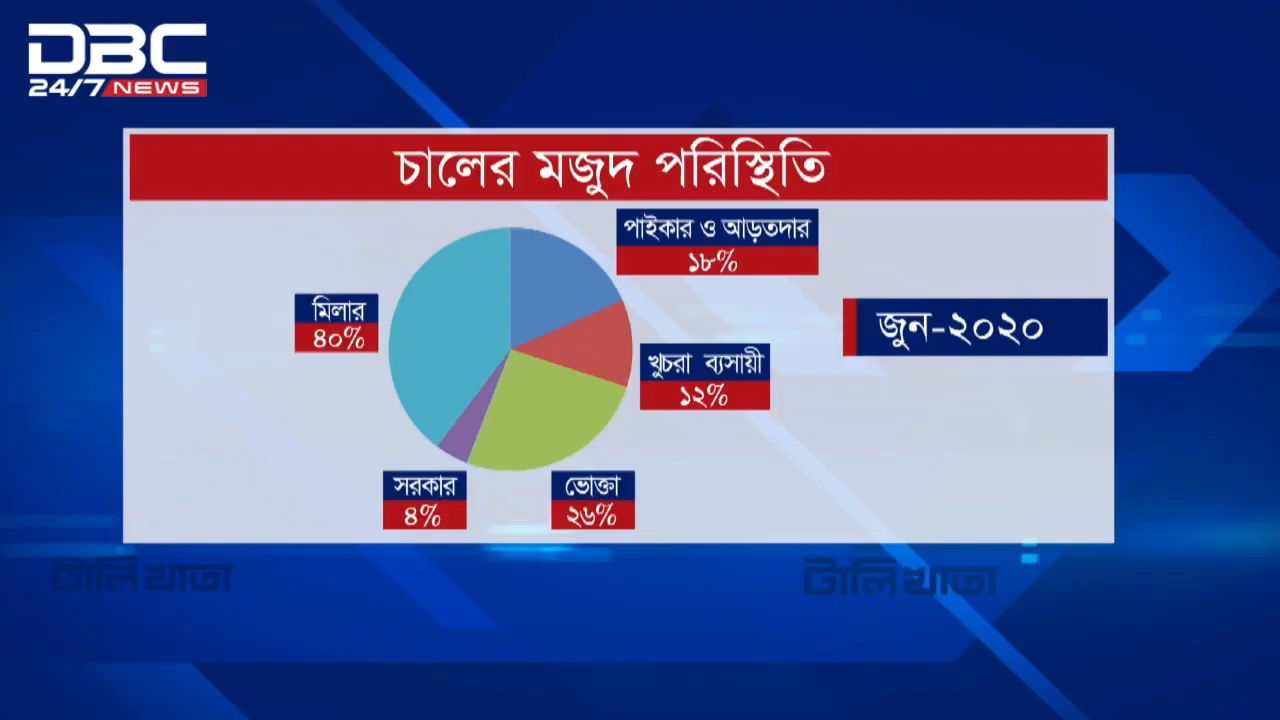 DBC
24/7 NEWS
চালের মজুদ পরিস্থিতি
পাইকার ও আড়তদার
১৮%
মিলার
৪০%
জুন-২০২০
খুচরা ব্যসায়ী
১২%
সরকার
৪%
ভোক্তা
২৬%
টালিখাতা
টালিখাতা